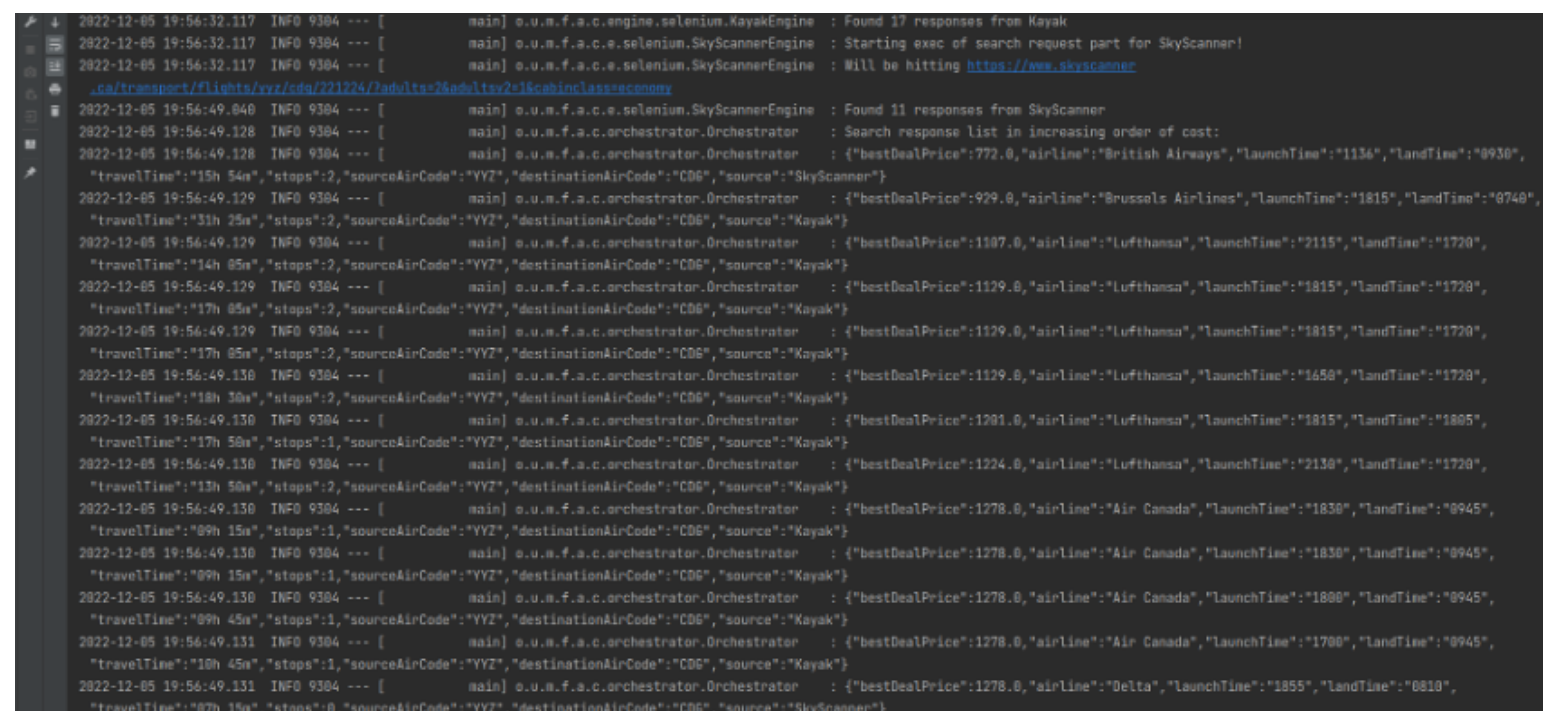 2022-12-05 19:56:32.117  INFO 9304 --- [           main] o.u.m.f.a.c.engine.selenium.KayakEngine  : Found 17 responses from Kayak
2022-12-05 19:56:32.117  INFO 9304 --- [           main] o.u.m.f.a.c.e.selenium.SkyScannerEngine  : Starting exec of search request part for SkyScanner!
2022-12-05 19:56:32.117  INFO 9304 --- [           main] o.u.m.f.a.c.e.selenium.SkyScannerEngine  : Will be hitting https://www.skyscanner
.ca/transport/flights/yyz/cdg/221224/?adults=2&adultsv2=1&cabinclass=economy
2022-12-05 19:56:49.040  INFO 9304 --- [           main] o.u.m.f.a.c.e.selenium.SkyScannerEngine  : Found 11 responses from SkyScanner
2022-12-05 19:56:49.128  INFO 9304 --- [           main] o.u.m.f.a.c.orchestrator.Orchestrator    : Search response list in increasing order of cost:
2022-12-05 19:56:49.128  INFO 9304 --- [           main] o.u.m.f.a.c.orchestrator.Orchestrator    : {"bestDealPrice":772.0,"airline":"British Airways","launchTime":"1136","landTime":"0930",
"travelTime":"15h 54m","stops":2,"sourceAirCode":"YYZ","destinationAirCode":"CDG","source":"SkyScanner"}
2022-12-05 19:56:49.129  INFO 9304 --- [           main] o.u.m.f.a.c.orchestrator.Orchestrator    : {"bestDealPrice":929.0,"airline":"Brussels Airlines","launchTime":"1815","landTime":"0740",
"travelTime":"31h 25m","stops":2,"sourceAirCode":"YYZ","destinationAirCode":"CDG","source":"Kayak"}
2022-12-05 19:56:49.129  INFO 9304 --- [           main] o.u.m.f.a.c.orchestrator.Orchestrator    : {"bestDealPrice":1107.0,"airline":"Lufthansa","launchTime":"2115","landTime":"1720",
"travelTime":"14h 05m","stops":2,"sourceAirCode":"YYZ","destinationAirCode":"CDG","source":"Kayak"}
2022-12-05 19:56:49.129  INFO 9304 --- [           main] o.u.m.f.a.c.orchestrator.Orchestrator    : {"bestDealPrice":1129.0,"airline":"Lufthansa","launchTime":"1815","landTime":"1720",
"travelTime":"17h 05m","stops":2,"sourceAirCode":"YYZ","destinationAirCode":"CDG","source":"Kayak"}
2022-12-05 19:56:49.129  INFO 9304 --- [           main] o.u.m.f.a.c.orchestrator.Orchestrator    : {"bestDealPrice":1129.0,"airline":"Lufthansa","launchTime":"1815","landTime":"1720",
"travelTime":"17h 05m","stops":2,"sourceAirCode":"YYZ","destinationAirCode":"CDG","source":"Kayak"}
2022-12-05 19:56:49.130  INFO 9304 --- [           main] o.u.m.f.a.c.orchestrator.Orchestrator    : {"bestDealPrice":1129.0,"airline":"Lufthansa","launchTime":"1650","landTime":"1720",
"travelTime":"18h 30m","stops":2,"sourceAirCode":"YYZ","destinationAirCode":"CDG","source":"Kayak"}
2022-12-05 19:56:49.130  INFO 9304 --- [           main] o.u.m.f.a.c.orchestrator.Orchestrator    : {"bestDealPrice":1201.0,"airline":"Lufthansa","launchTime":"1815","landTime":"1805",
"travelTime":"17h 50m","stops":1,"sourceAirCode":"YYZ","destinationAirCode":"CDG","source":"Kayak"}
2022-12-05 19:56:49.130  INFO 9304 --- [           main] o.u.m.f.a.c.orchestrator.Orchestrator    : {"bestDealPrice":1224.0,"airline":"Lufthansa","launchTime":"2130","landTime":"1720",
"travelTime":"13h 50m","stops":2,"sourceAirCode":"YYZ","destinationAirCode":"CDG","source":"Kayak"}
2022-12-05 19:56:49.130  INFO 9304 --- [           main] o.u.m.f.a.c.orchestrator.Orchestrator    : {"bestDealPrice":1278.0,"airline":"Air Canada","launchTime":"1830","landTime":"0945",
"travelTime":"09h 15m","stops":1,"sourceAirCode":"YYZ","destinationAirCode":"CDG","source":"Kayak"}
2022-12-05 19:56:49.130  INFO 9304 --- [           main] o.u.m.f.a.c.orchestrator.Orchestrator    : {"bestDealPrice":1278.0,"airline":"Air Canada","launchTime":"1830","landTime":"0945",
"travelTime":"09h 15m","stops":1,"sourceAirCode":"YYZ","destinationAirCode":"CDG","source":"Kayak"}
2022-12-05 19:56:49.130  INFO 9304 --- [           main] o.u.m.f.a.c.orchestrator.Orchestrator    : {"bestDealPrice":1278.0,"airline":"Air Canada","launchTime":"1800","landTime":"0945",
"travelTime":"09h 45m","stops":1,"sourceAirCode":"YYZ","destinationAirCode":"CDG","source":"Kayak"}
2022-12-05 19:56:49.131  INFO 9304 --- [           main] o.u.m.f.a.c.orchestrator.Orchestrator    : {"bestDealPrice":1278.0,"airline":"Air Canada","launchTime":"1700","landTime":"0945",
"travelTime":"10h 45m","stops":1,"sourceAirCode":"YYZ","destinationAirCode":"CDG","source":"Kayak"}
2022-12-05 19:56:49.131  INFO 9304 --- [           main] o.u.m.f.a.c.orchestrator.Orchestrator    : {"bestDealPrice":1278.0,"airline":"Delta","launchTime":"1855","landTime":"0810",
"travelTime":"07h 15m","stops":0,"sourceAirCode":"YYZ","destinationAirCode":"CDG","source":"SkyScanner"}